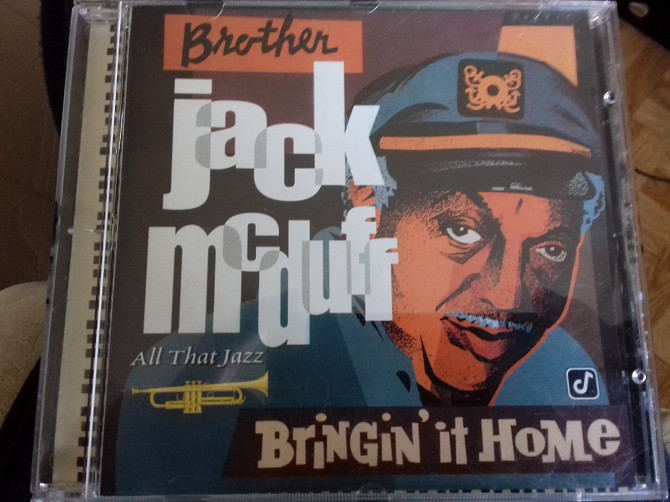 Brother
jack
mcduff
All That Jazz
BRiNGiN' it HOMe